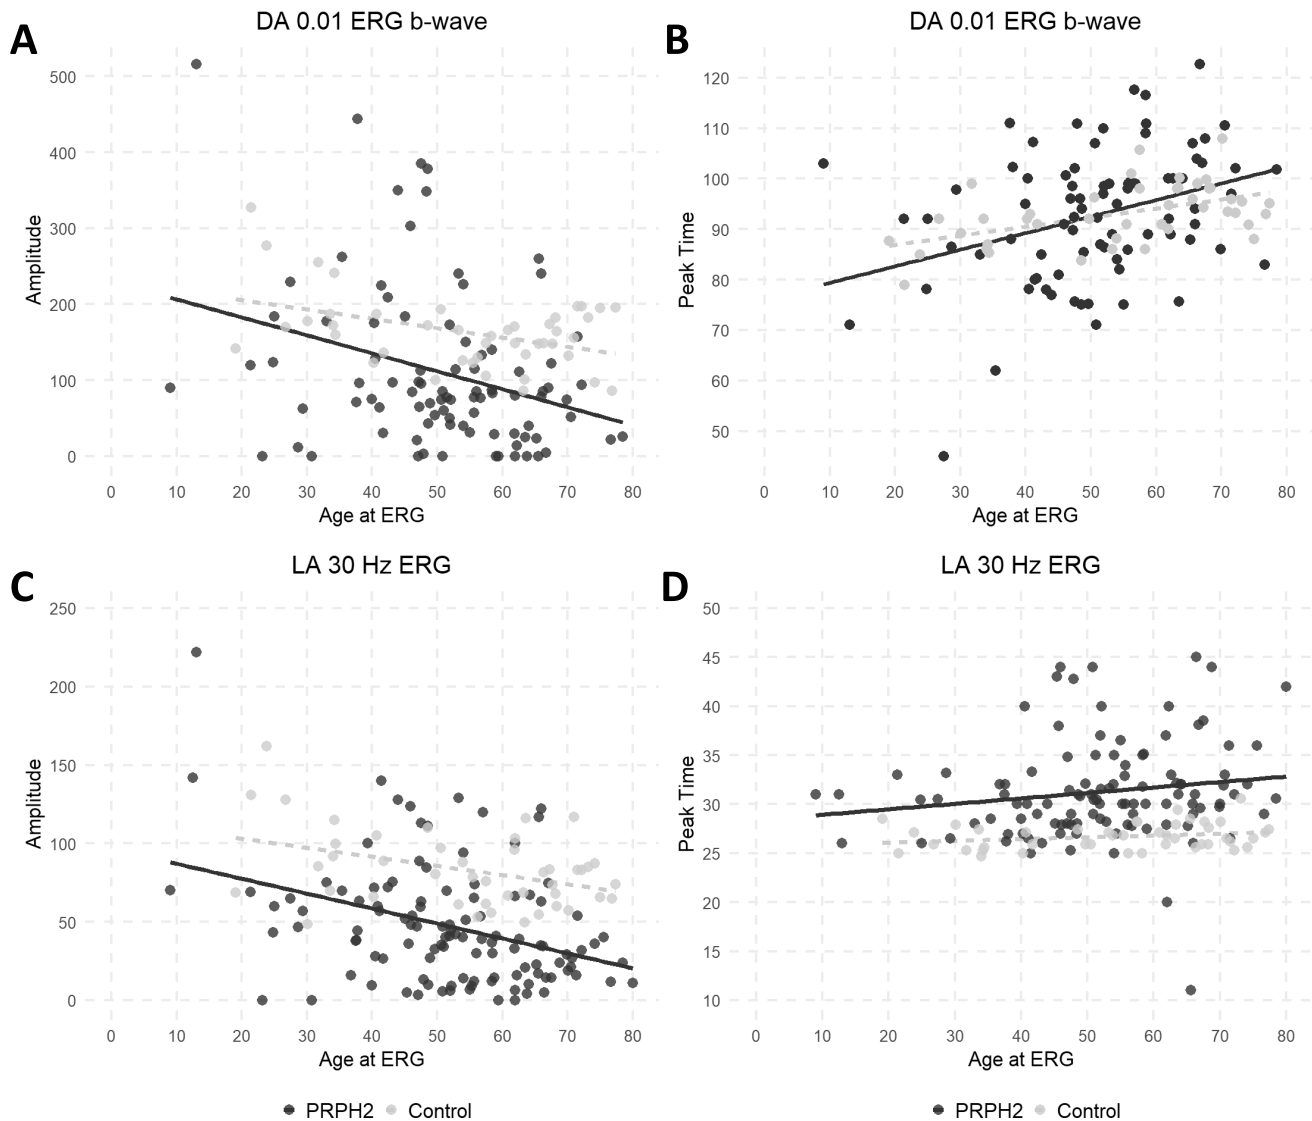 A
DA 0.01 ERG b-wave
Amplitude
500
400
300
200
100
0
0 10 20 30 40 50 60 70 80
Age at ERG
B
DA 0.01 ERG b-wave
Peak Time
120
110
100
90
80
70
60
50
0 10 20 30 40 50 60 70 80
Age at ERG
C
LA 30 Hz ERG
Amplitude
250
200
150
100
50
0
0 10 20 30 40 50 60 70 80
Age at ERG
PRPH2 Control
D
LA 30 Hz ERG
Peak Time
50
45
40
35
30
25
20
15
10
0 10 20 30 40 50 60 70 80
Age at ERG
PRPH2 Control